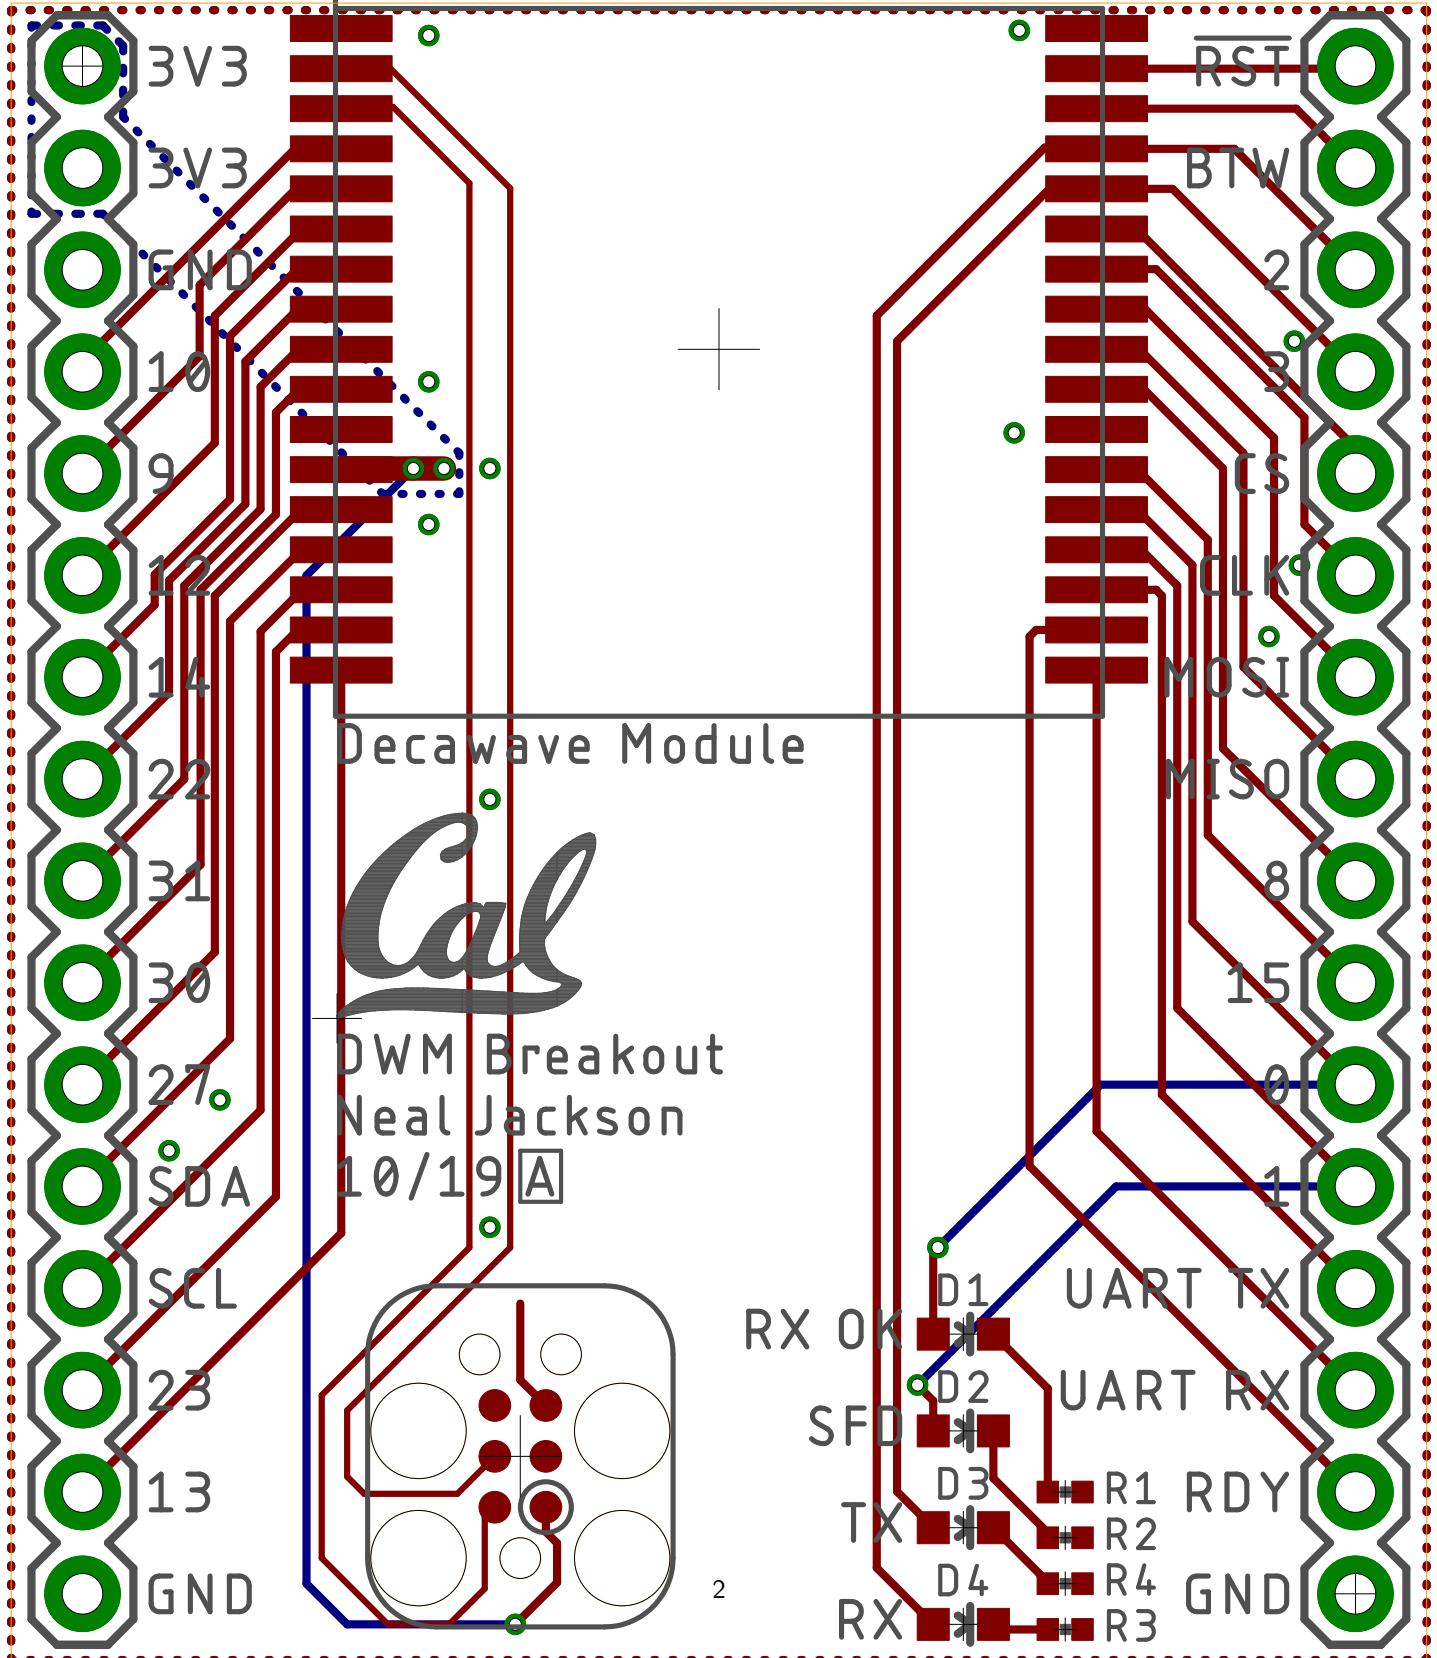 3V3
3V3
GND
10
9
12
14
22
31
30
27
SDA
SCL
23
13
GND
RST
BTW
2
3
CS
CLK
MOSI
MISO
8
15
0
1
UART TX
UART RX
RDY
GND
Decawave Module
Cal
DWM Breakout
Neal Jackson
10/19 A
D1
RX OK
D2
SFD
D3
TX
D4
RX
R1
R2
R4
R3
2